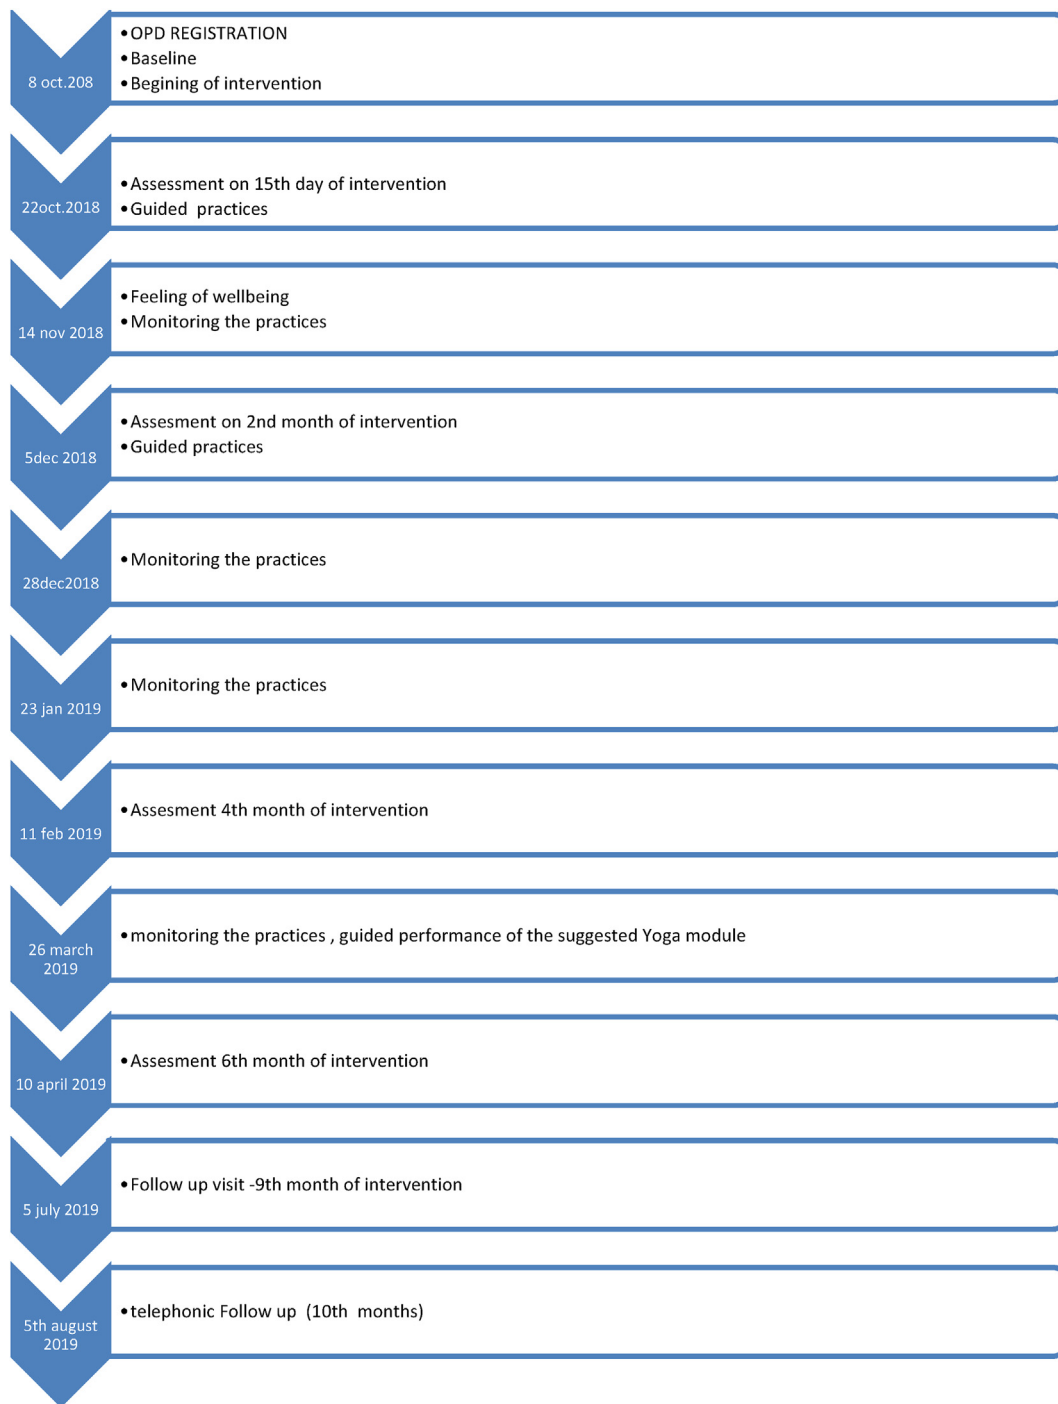 8 oct.208
•OPD REGISTRATION
•Baseline
•Begining of intervention
22oct.2018
•Assessment on 15th day of intervention
•Guided practices
14 nov 2018
•Feeling of wellbeing
•Monitoring the practices
5dec 2018
•Assesment on 2nd month of intervention
•Guided practices
28dec2018
•Monitoring the practices
23 jan 2019
•Monitoring the practices
11 feb 2019
•Assesment 4th month of intervention
26 march
2019
•monitoring the practices , guided performance of the suggested Yoga module
10 april 2019
•Assesment 6th month of intervention
5 july 2019
•Follow up visit -9th month of intervention
5th august
2019
•telephonic Follow up (10th months)